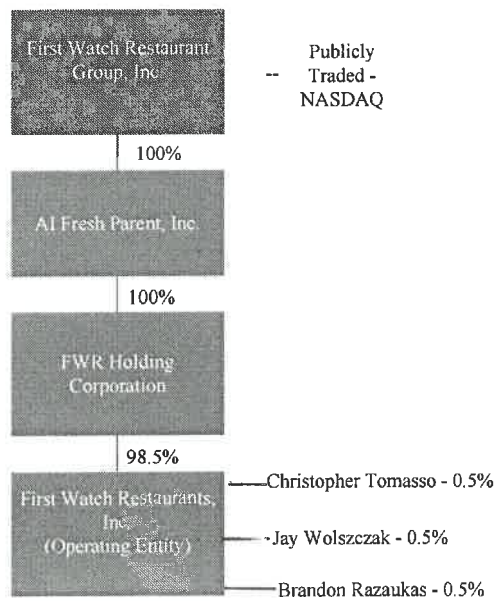 First Watch Restaurant
Group, Inc
-- Publicly
Traded -
NASDAQ
100%
AI Fresh Parent, Inc.
100%
FWR Holding
Corporation
98.5%
First Watch Restaurants,
Inc.
(Operating Entity)
Christopher Tomasso - 0.5%
Jay Wolszczak - 0.5%
Brandon Razaukas - 0.5%